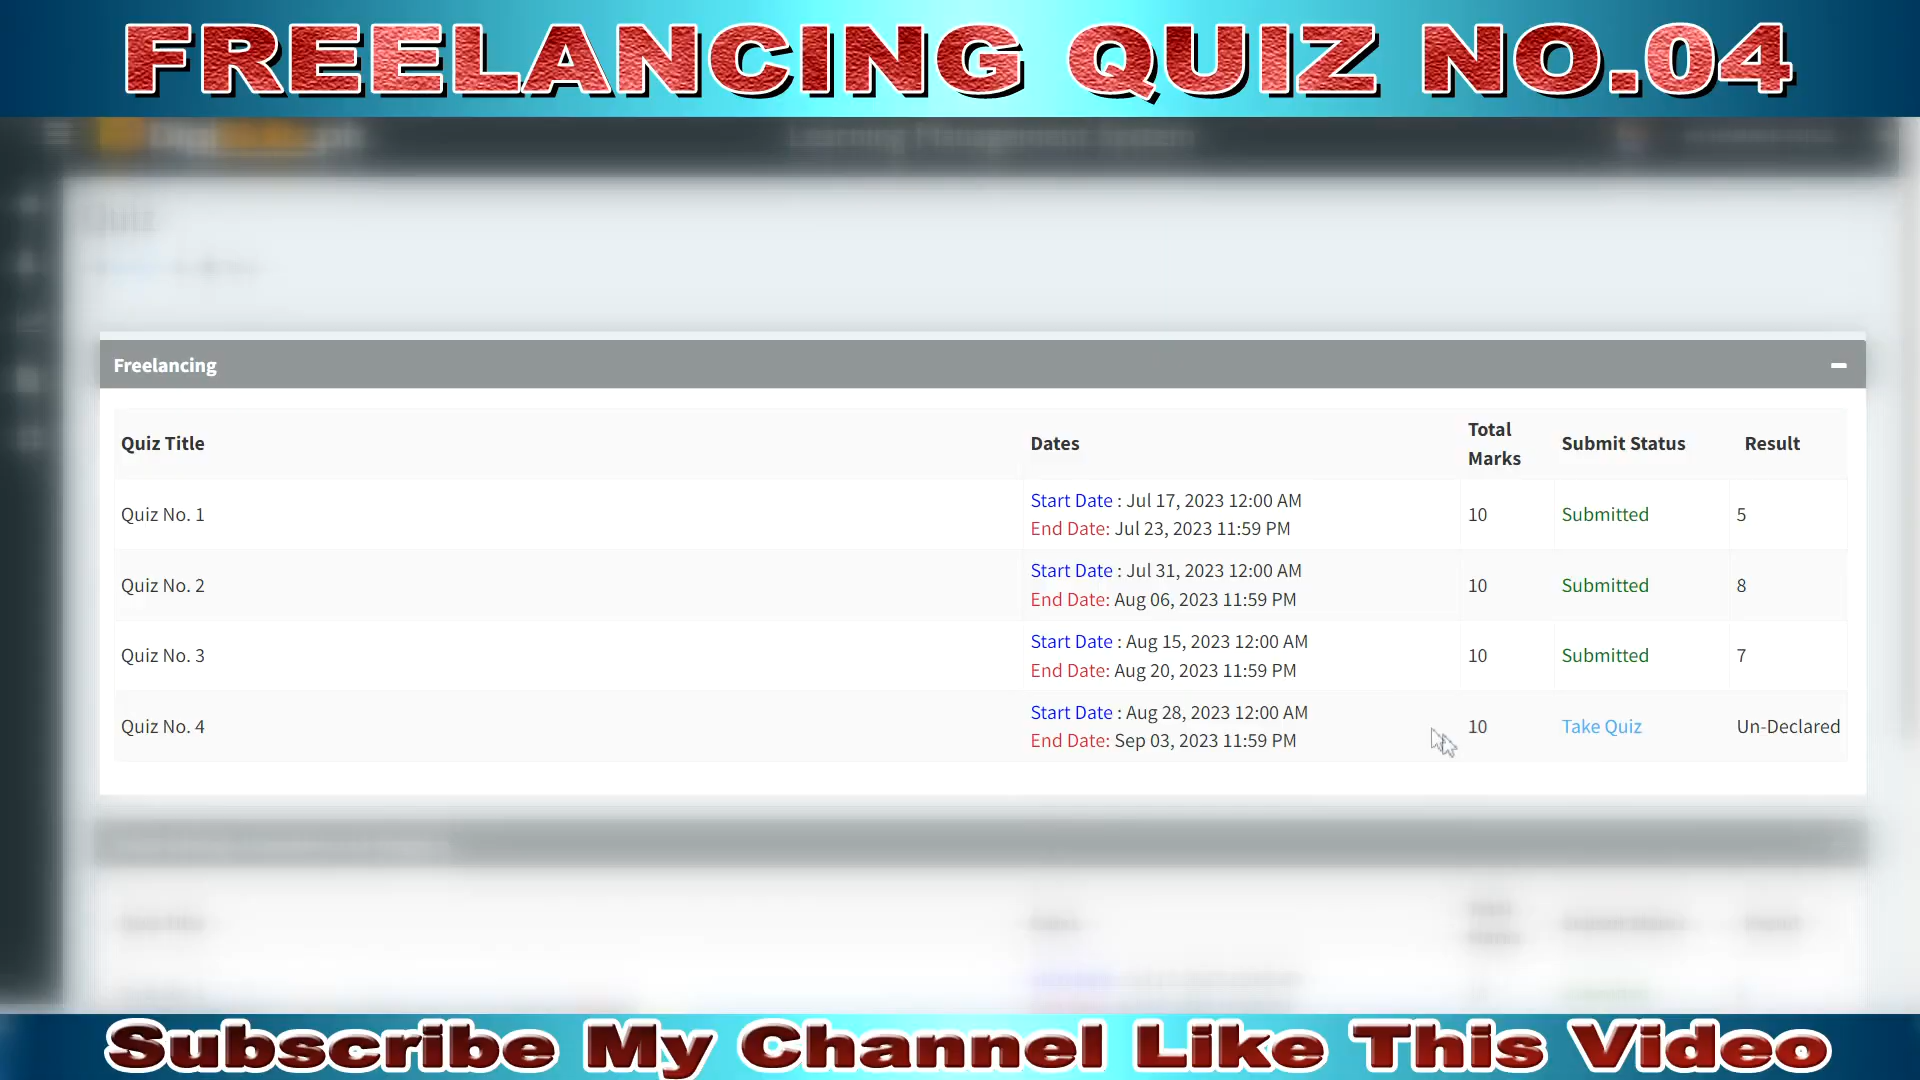 FREELANCING QUIZ NO.04
Learning Management System
Quiz
Freelancing
Quiz Title Dates Total Marks Submit Status Result
Quiz No. 1 Start Date : Jul 17, 2023 12:00 AM 10 Submitted 5
End Date: Jul 23, 2023 11:59 PM
Quiz No. 2 Start Date : Jul 31, 2023 12:00 AM 10 Submitted 8
End Date: Aug 06, 2023 11:59 PM
Quiz No. 3 Start Date : Aug 15, 2023 12:00 AM 10 Submitted 7
End Date: Aug 20, 2023 11:59 PM
Quiz No. 4 Start Date : Aug 28, 2023 12:00 AM 10 Take Quiz Un-Declared
End Date: Sep 03, 2023 11:59 PM
Subscribe My Channel Like This Video